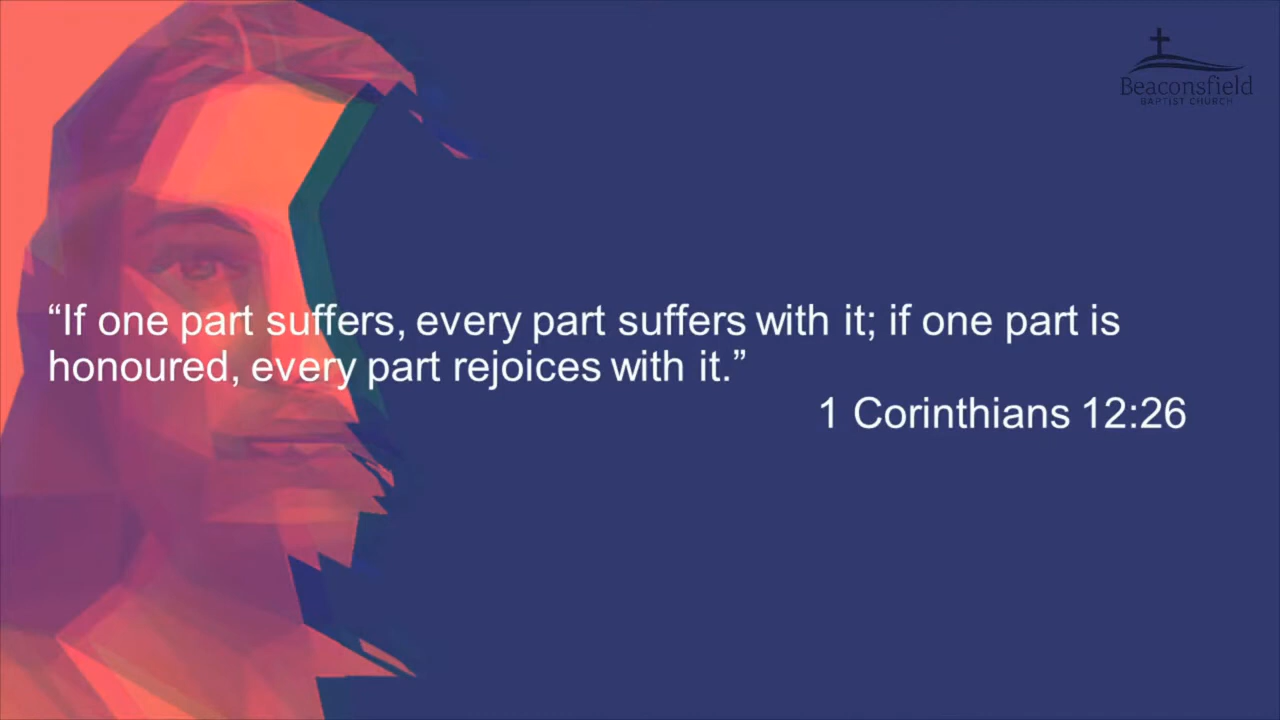 Beaconsfield
BAPTIST CHURCH
“If one part suffers, every part suffers with it; if one part is
honoured, every part rejoices with it.”
1 Corinthians 12:26